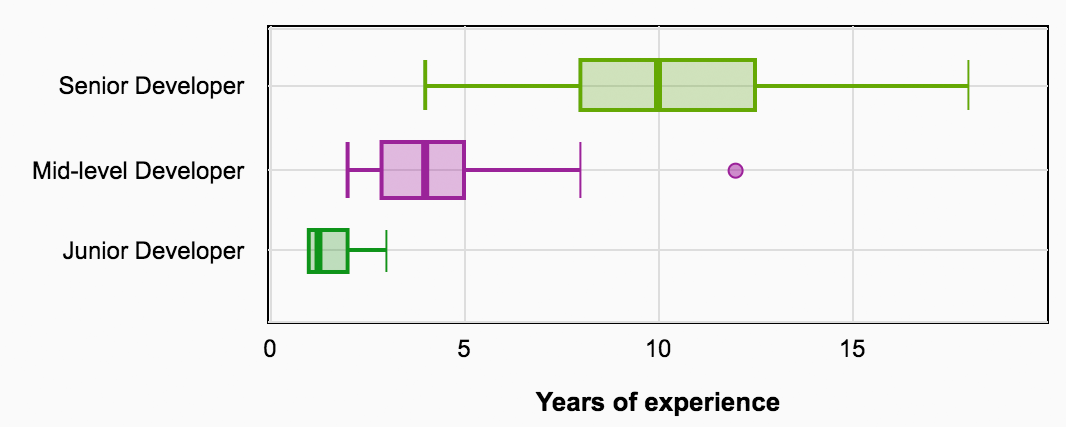 Senior Developer
Mid-level Developer
Junior Developer
0 5 10 15
Years of experience